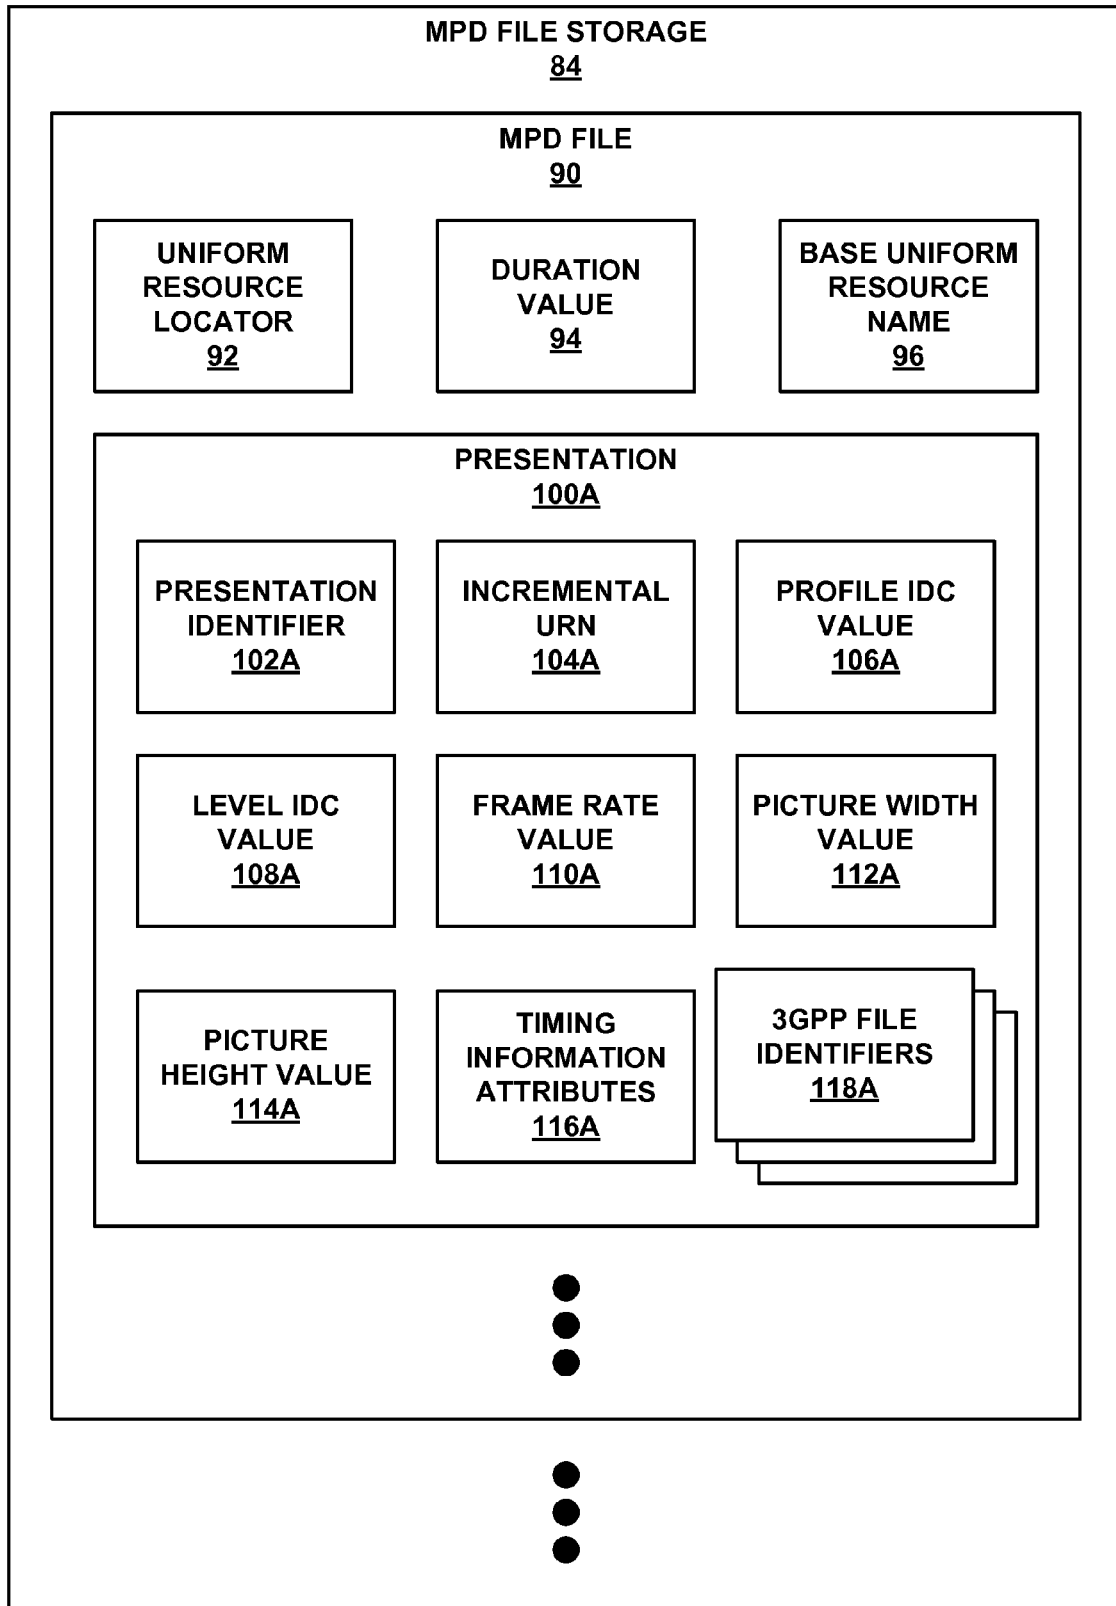 MPD FILE STORAGE
84
MPD FILE
90
UNIFORM
RESOURCE
LOCATOR
92
DURATION
VALUE
94
BASE UNIFORM
RESOURCE
NAME
96
PRESENTATION
100A
PRESENTATION
IDENTIFIER
102A
INCREMENTAL
URN
104A
PROFILE IDC
VALUE
106A
LEVEL IDC
VALUE
108A
FRAME RATE
VALUE
110A
PICTURE WIDTH
VALUE
112A
PICTURE
HEIGHT VALUE
114A
TIMING
INFORMATION
ATTRIBUTES
116A
3GPP FILE
IDENTIFIERS
118A